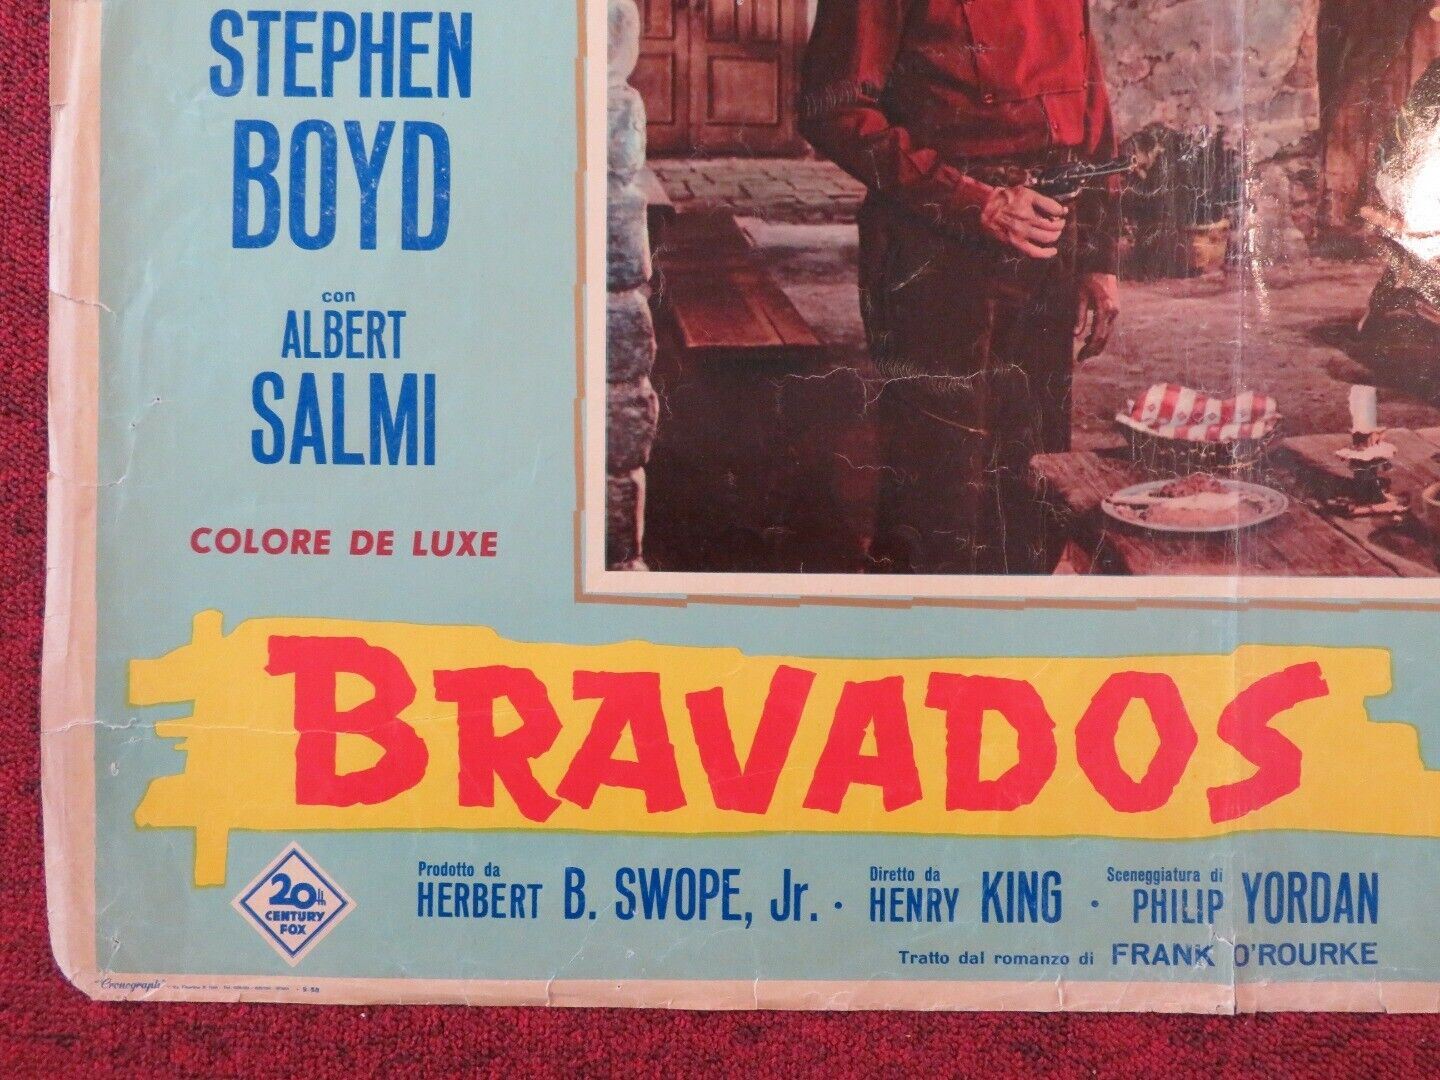 STEPHEN
BOYD
con
ALBERT
SALMI
COLORE DE LUXE
BRAVADOS
20th
CENTURY
FOX
Prodotto da
HERBERT B. SWOPE, Jr. ·
Diretto da
HENRY KING ·
Sceneggiatura di
PHILIP YORDAN
Tratto dal romanzo di FRANK O'ROURKE
"Cronograph"